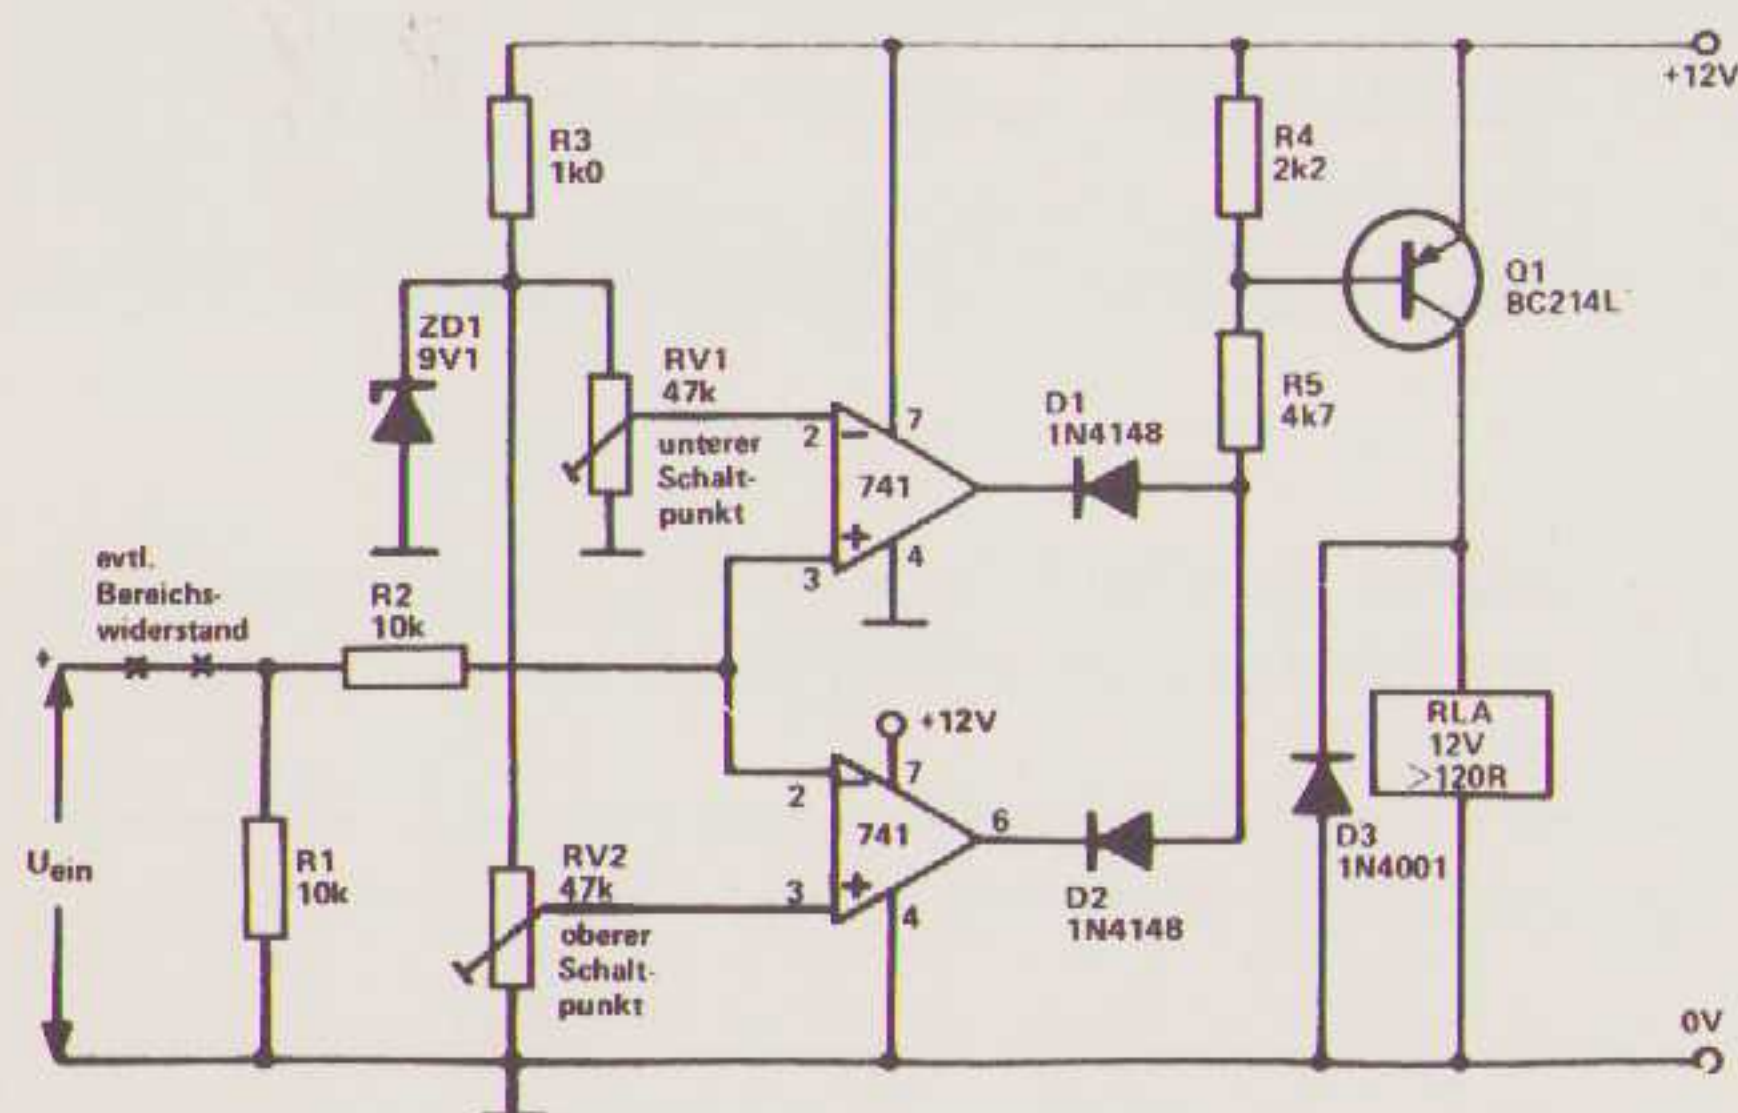 +12V
R3
1k0
R4
2k2
Q1
BC214L
ZD1
9V1
RV1
47k
unterer
Schalt-
punkt
2
−
7
741
+
3
4
D1
1N4148
R5
4k7
evtl.
Bereichs-
widerstand
R2
10k
+
Uein
R1
10k
+12V
2
−
7
741
6
+
3
4
RV2
47k
oberer
Schalt-
punkt
D2
1N4148
RLA
12V
>120R
D3
1N4001
0V